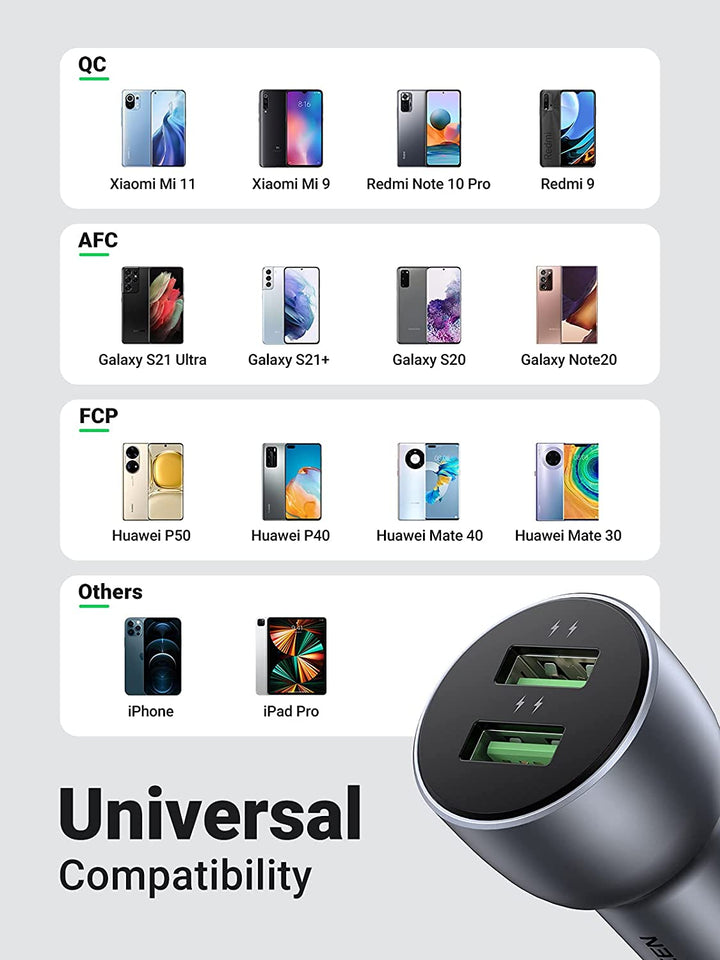 QC
Xiaomi Mi 11
Xiaomi Mi 9
Redmi Note 10 Pro
Redmi 9
AFC
Galaxy S21 Ultra
Galaxy S21+
Galaxy S20
Galaxy Note20
FCP
Huawei P50
Huawei P40
Huawei Mate 40
Huawei Mate 30
Others
iPhone
iPad Pro
Universal
Compatibility